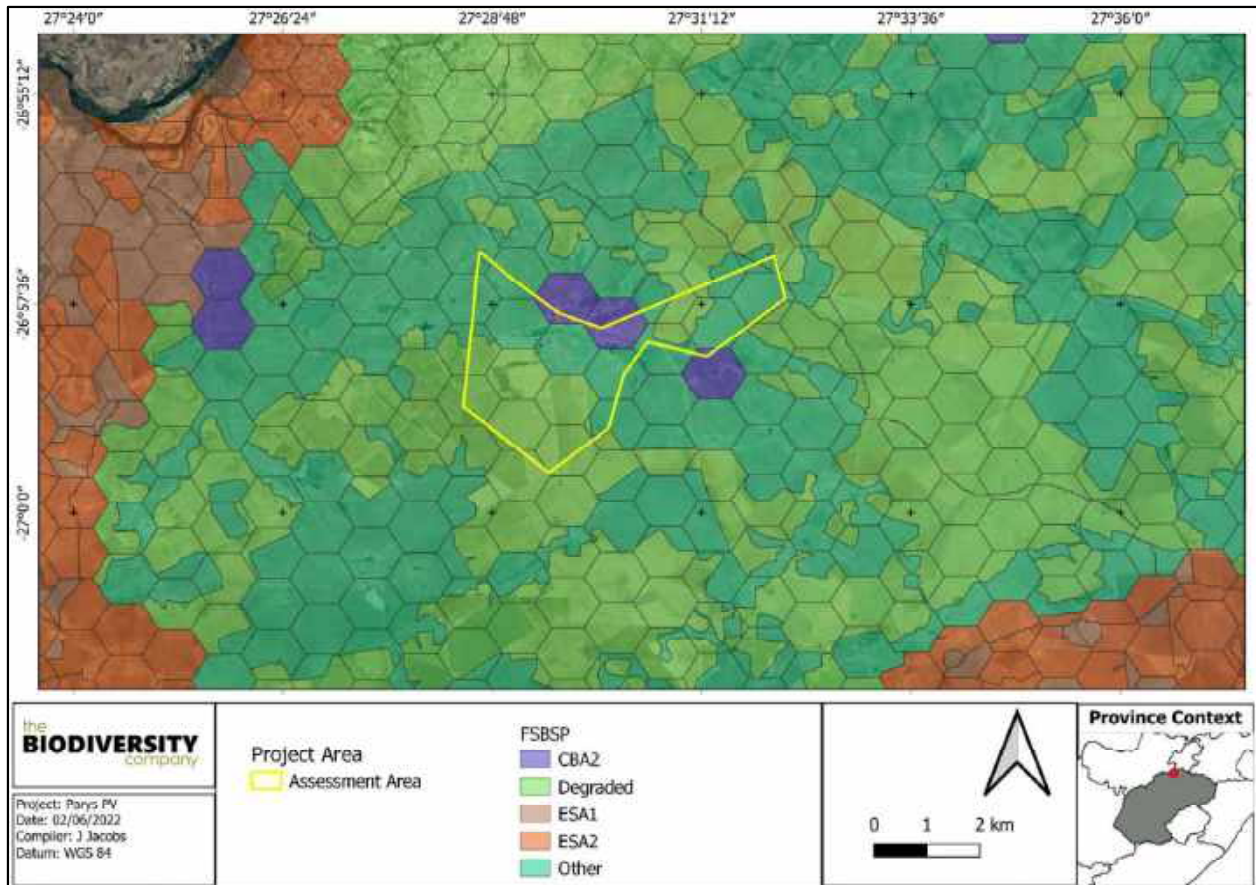 27°24'0" 27°26'24" 27°28'48" 27°31'12" 27°33'36" 27°36'0"
-26°55'12"
-26°57'35"
-27°0'0"
the
BIODIVERSITY
company
Project: Parys PV
Date: 02/06/2022
Compiler: J Jacobs
Datum: WGS 84
Project Area
Assessment Area
FSBSP
CBA2
Degraded
ESA1
ESA2
Other
0 1 2 km
Province Context